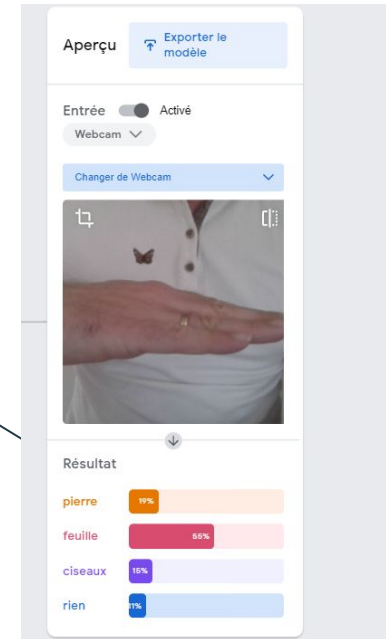 Aperçu
Exporter le
modèle
Entrée
Activé
Webcam
Changer de Webcam
Résultat
pierre 19%
feuille 55%
ciseaux 15%
rien 11%